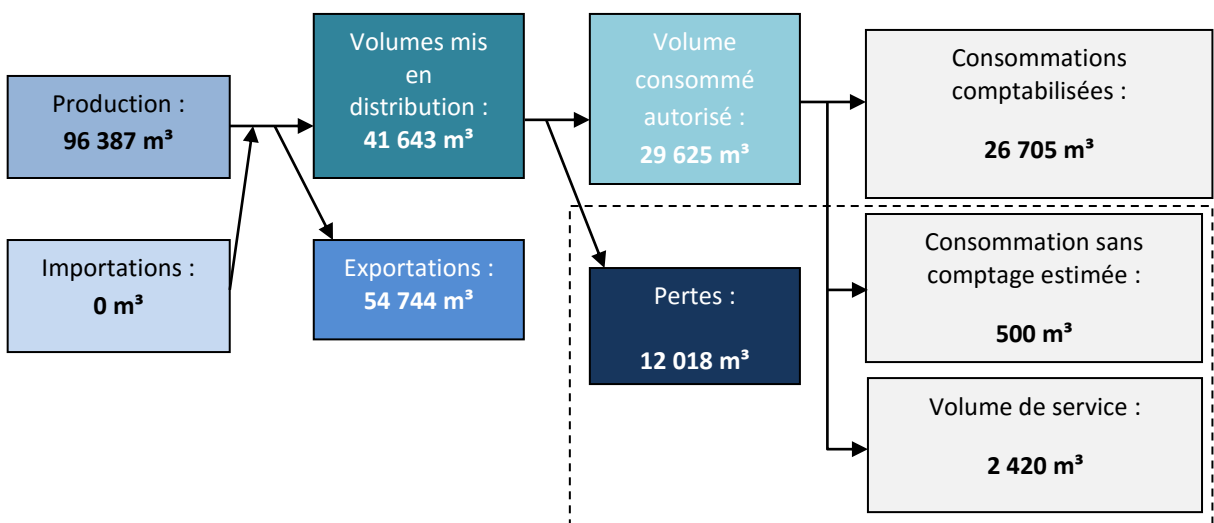 Production :
96 387 m³
Importations :
0 m³
Volumes mis
en
distribution :
41 643 m³
Exportations :
54 744 m³
Volume
consommé
autorisé :
29 625 m³
Pertes :
12 018 m³
Consommations
comptabilisées :
26 705 m³
Consommation sans
comptage estimée :
500 m³
Volume de service :
2 420 m³